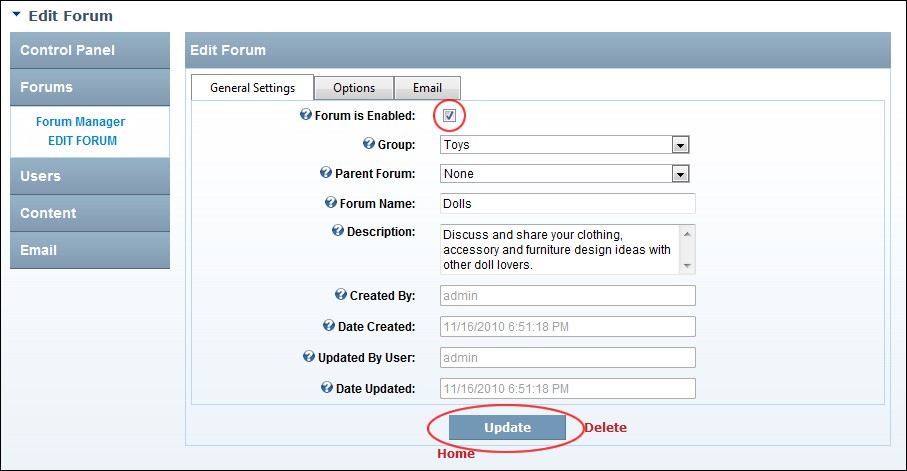 Edit Forum
Control Panel
Forums
Forum Manager
EDIT FORUM
Users
Content
Email
Edit Forum
General Settings Options Email
Forum is Enabled:
Group: Toys
Parent Forum: None
Forum Name: Dolls
Description: Discuss and share your clothing,
accessory and furniture design ideas with
other doll lovers.
Created By: admin
Date Created: 11/16/2010 6:51:18 PM
Updated By User: admin
Date Updated: 11/16/2010 6:51:18 PM
Update Delete
Home